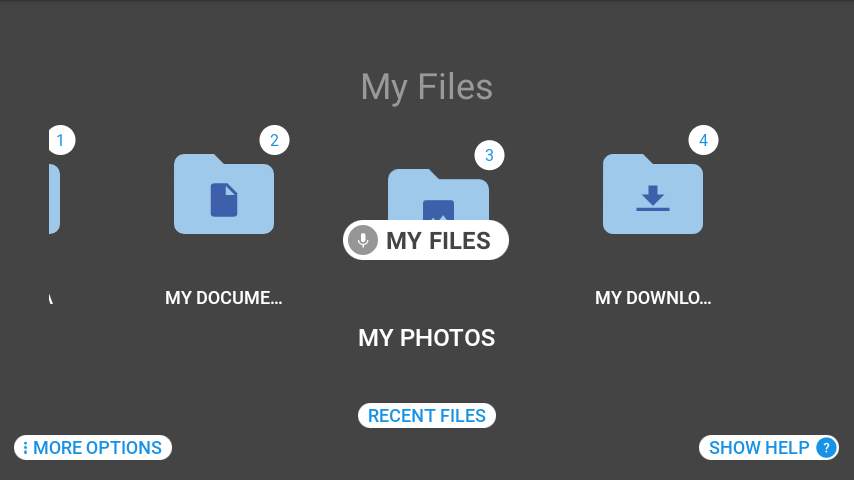 My Files
1
2
3
4
MY FILES
A
MY DOCUME...
MY DOWNLO...
MY PHOTOS
RECENT FILES
MORE OPTIONS
SHOW HELP ?